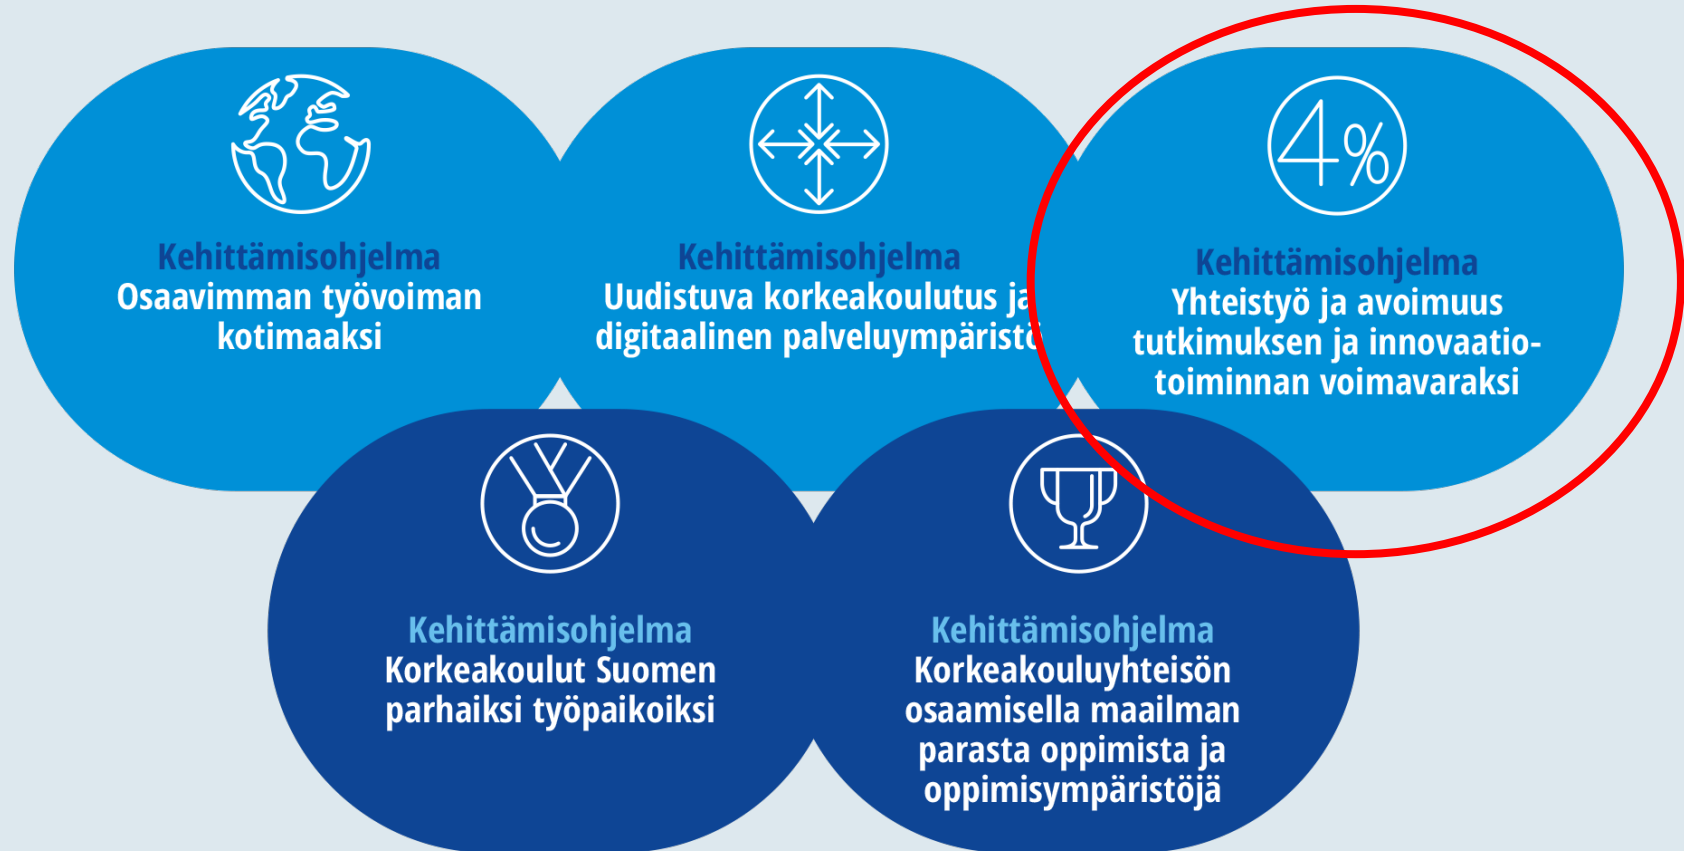 Kehittämisohjelma
Osaavimman työvoiman
kotimaaksi
Kehittämisohjelma
Uudistuva korkeakoulutus ja
digitaalinen palveluympäristö
4%
Kehittämisohjelma
Yhteistyö ja avoimuus
tutkimuksen ja innovaatio-
toiminnan voimavaraksi
Kehittämisohjelma
Korkeakoulut Suomen
parhaiksi työpaikoiksi
Kehittämisohjelma
Korkeakouluyhteisön
osaamisella maailman
parasta oppimista ja
oppimisympäristöjä